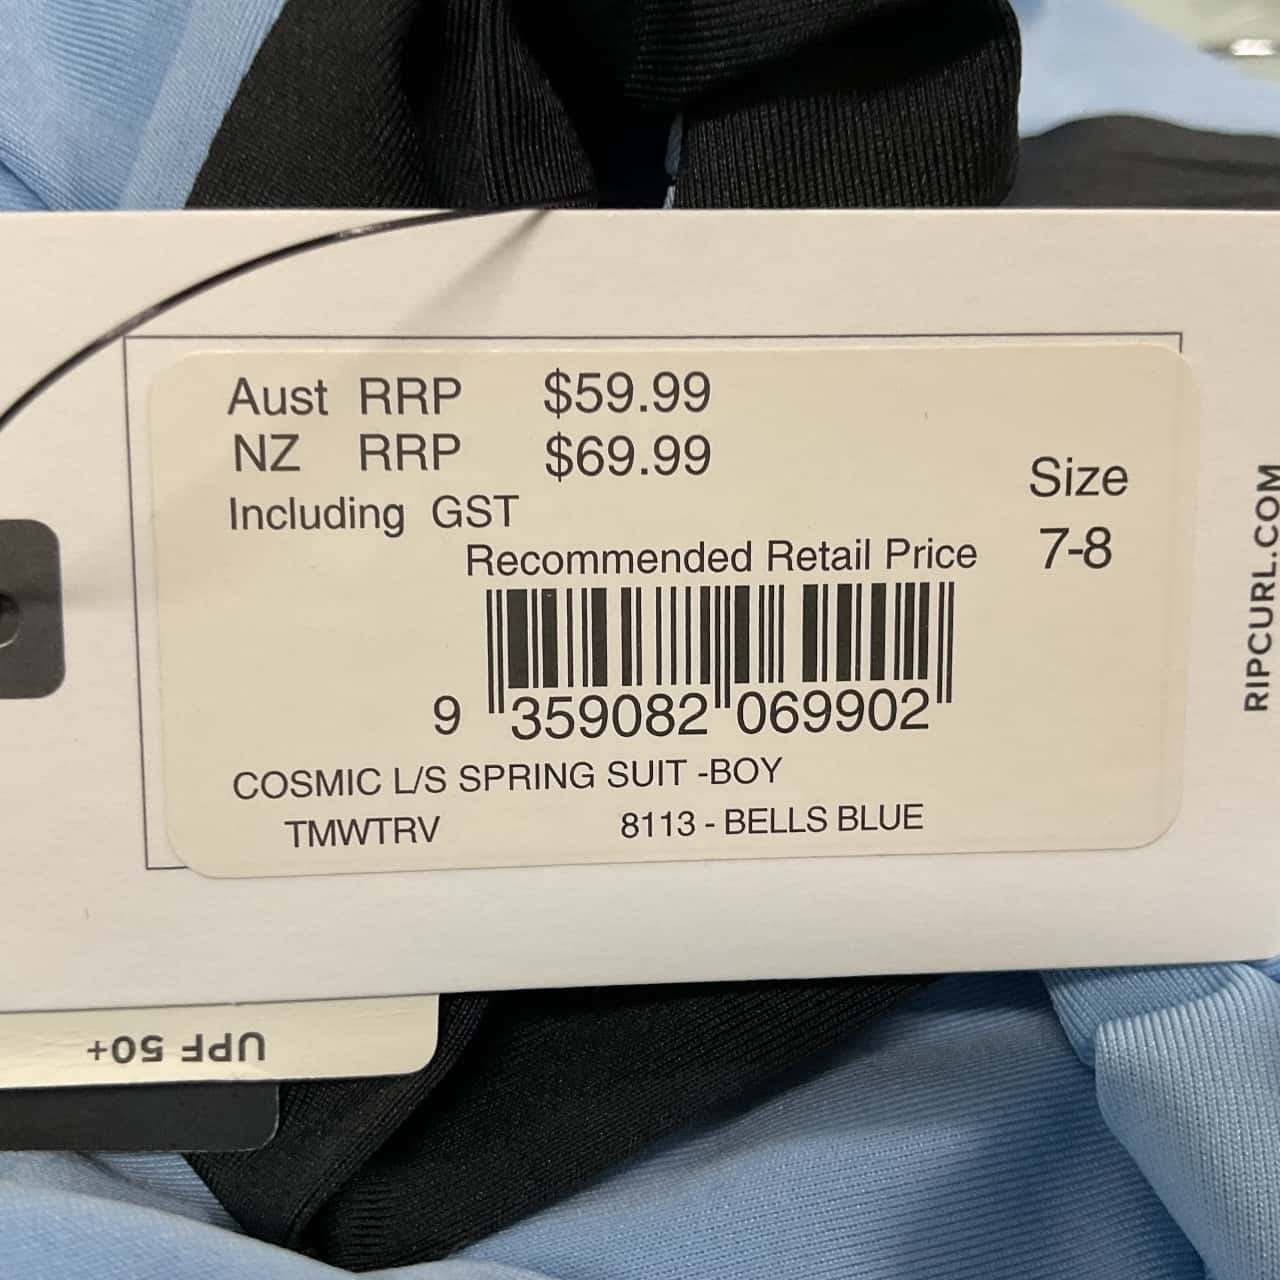 Aust RRP $59.99
NZ RRP $69.99
Including GST
Recommended Retail Price
Size
7-8
9 359082 069902
COSMIC L/S SPRING SUIT -BOY
TMWTRV 8113 - BELLS BLUE
RIPCURL.COM
UPF 50+